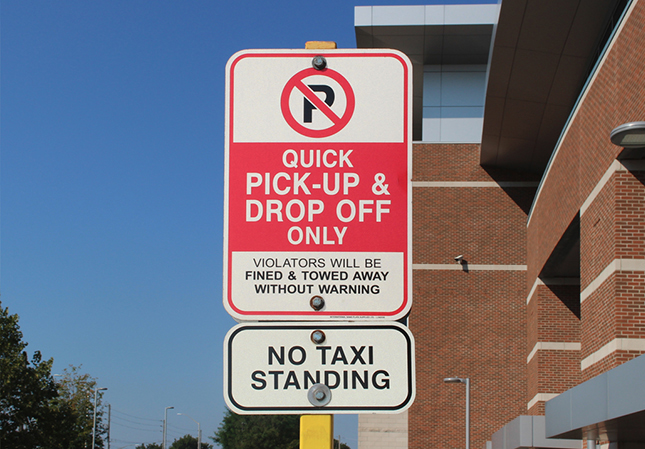 P
QUICK
PICK-UP &
DROP OFF
ONLY
VIOLATORS WILL BE
FINED & TOWED AWAY
WITHOUT WARNING
NO TAXI
STANDING